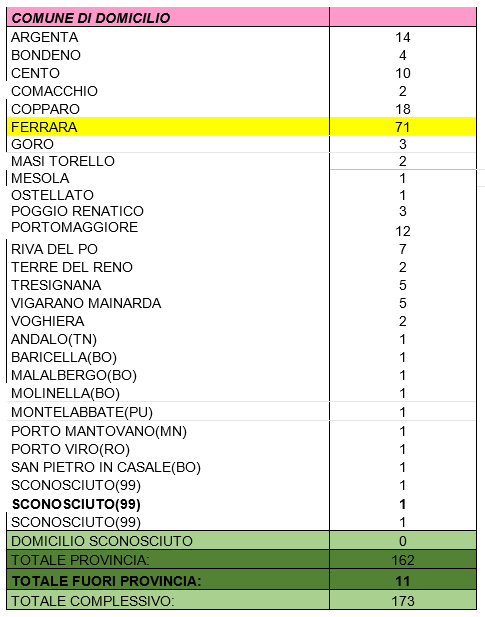 COMUNE DI DOMICILIO
ARGENTA 14
BONDENO 4
CENTO 10
COMACCHIO 2
COPPARO 18
FERRARA 71
GORO 3
MASI TORELLO 2
MESOLA 1
OSTELLATO 1
POGGIO RENATICO 3
PORTOMAGGIORE 12
RIVA DEL PO 7
TERRE DEL RENO 2
TRESIGNANA 5
VIGARANO MAINARDA 5
VOGHIERA 2
ANDALO(TN) 1
BARICELLA(BO) 1
MALALBERGO(BO) 1
MOLINELLA(BO) 1
MONTELABBATE(PU) 1
PORTO MANTOVANO(MN) 1
PORTO VIRO(RO) 1
SAN PIETRO IN CASALE(BO) 1
SCONOSCIUTO(99) 1
SCONOSCIUTO(99) 1
SCONOSCIUTO(99) 1
DOMICILIO SCONOSCIUTO 0
TOTALE PROVINCIA: 162
TOTALE FUORI PROVINCIA: 11
TOTALE COMPLESSIVO: 173